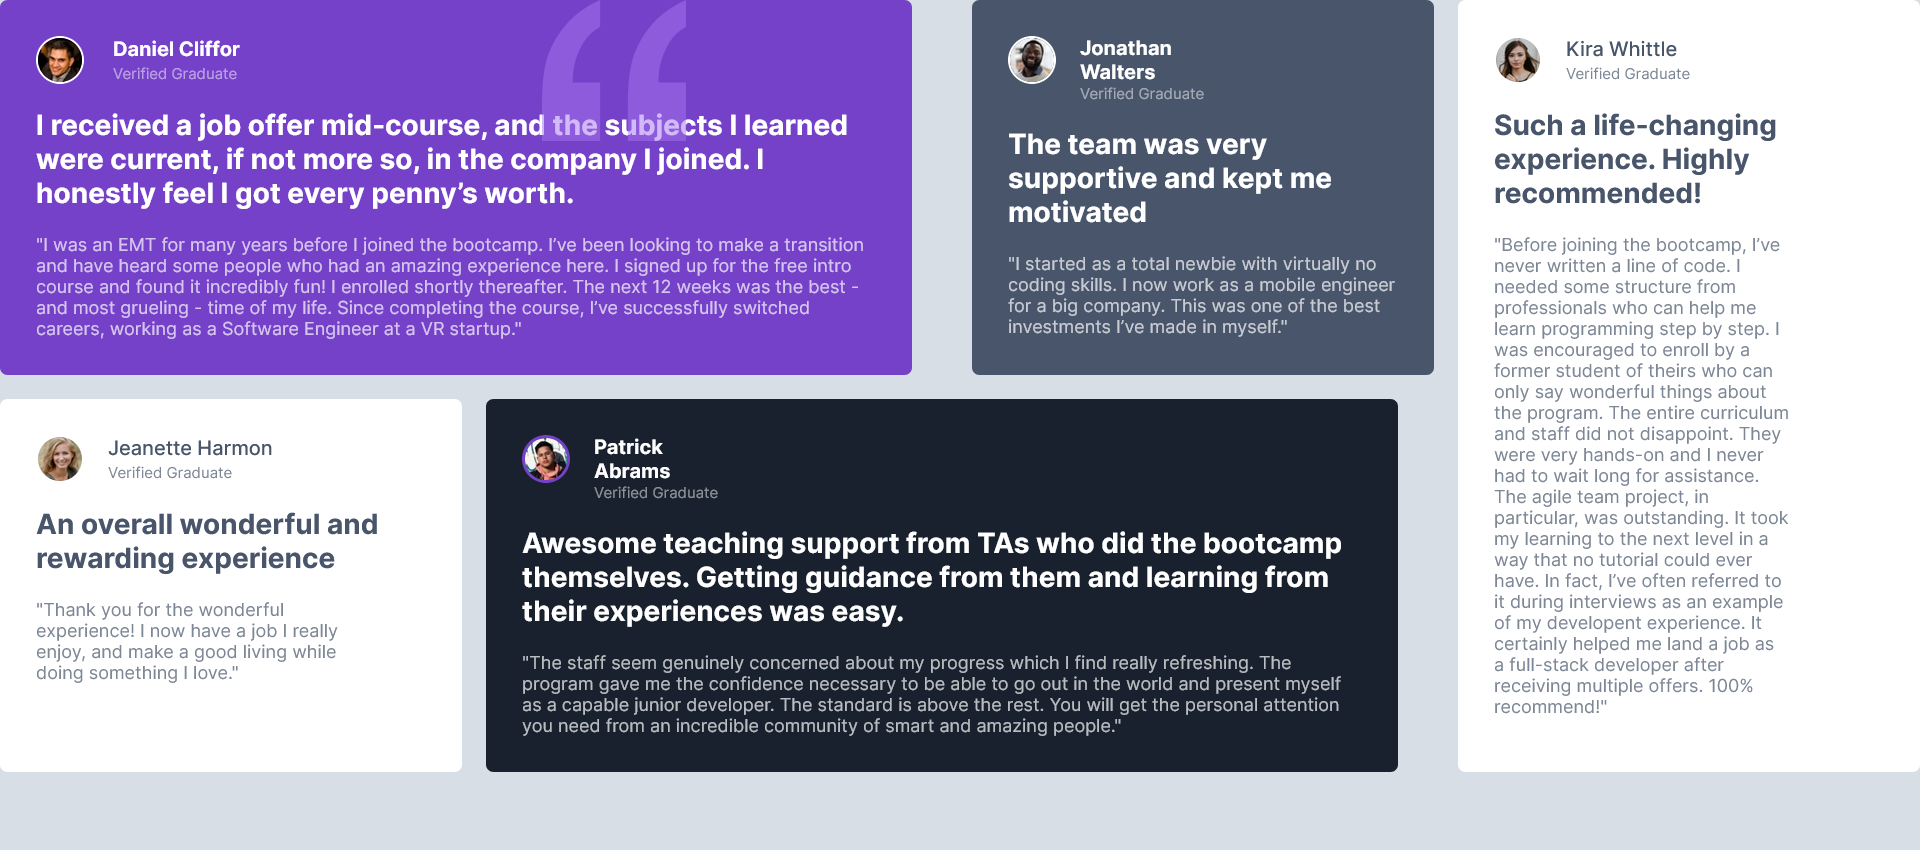 Daniel Cliffor
Verified Graduate
I received a job offer mid-course, and the subjects I learned
were current, if not more so, in the company I joined. I
honestly feel I got every penny’s worth.
"I was an EMT for many years before I joined the bootcamp. I’ve been looking to make a transition
and have heard some people who had an amazing experience here. I signed up for the free intro
course and found it incredibly fun! I enrolled shortly thereafter. The next 12 weeks was the best -
and most grueling - time of my life. Since completing the course, I’ve successfully switched
careers, working as a Software Engineer at a VR startup."
Jonathan
Walters
Verified Graduate
The team was very
supportive and kept me
motivated
"I started as a total newbie with virtually no
coding skills. I now work as a mobile engineer
for a big company. This was one of the best
investments I’ve made in myself."
Kira Whittle
Verified Graduate
Such a life-changing
experience. Highly
recommended!
"Before joining the bootcamp, I’ve
never written a line of code. I
needed some structure from
professionals who can help me
learn programming step by step. I
was encouraged to enroll by a
former student of theirs who can
only say wonderful things about
the program. The entire curriculum
and staff did not disappoint. They
were very hands-on and I never
had to wait long for assistance.
The agile team project, in
particular, was outstanding. It took
my learning to the next level in a
way that no tutorial could ever
have. In fact, I’ve often referred to
it during interviews as an example
of my developent experience. It
certainly helped me land a job as
a full-stack developer after
receiving multiple offers. 100%
recommend!"
Jeanette Harmon
Verified Graduate
An overall wonderful and
rewarding experience
"Thank you for the wonderful
experience! I now have a job I really
enjoy, and make a good living while
doing something I love."
Patrick
Abrams
Verified Graduate
Awesome teaching support from TAs who did the bootcamp
themselves. Getting guidance from them and learning from
their experiences was easy.
"The staff seem genuinely concerned about my progress which I find really refreshing. The
program gave me the confidence necessary to be able to go out in the world and present myself
as a capable junior developer. The standard is above the rest. You will get the personal attention
you need from an incredible community of smart and amazing people."